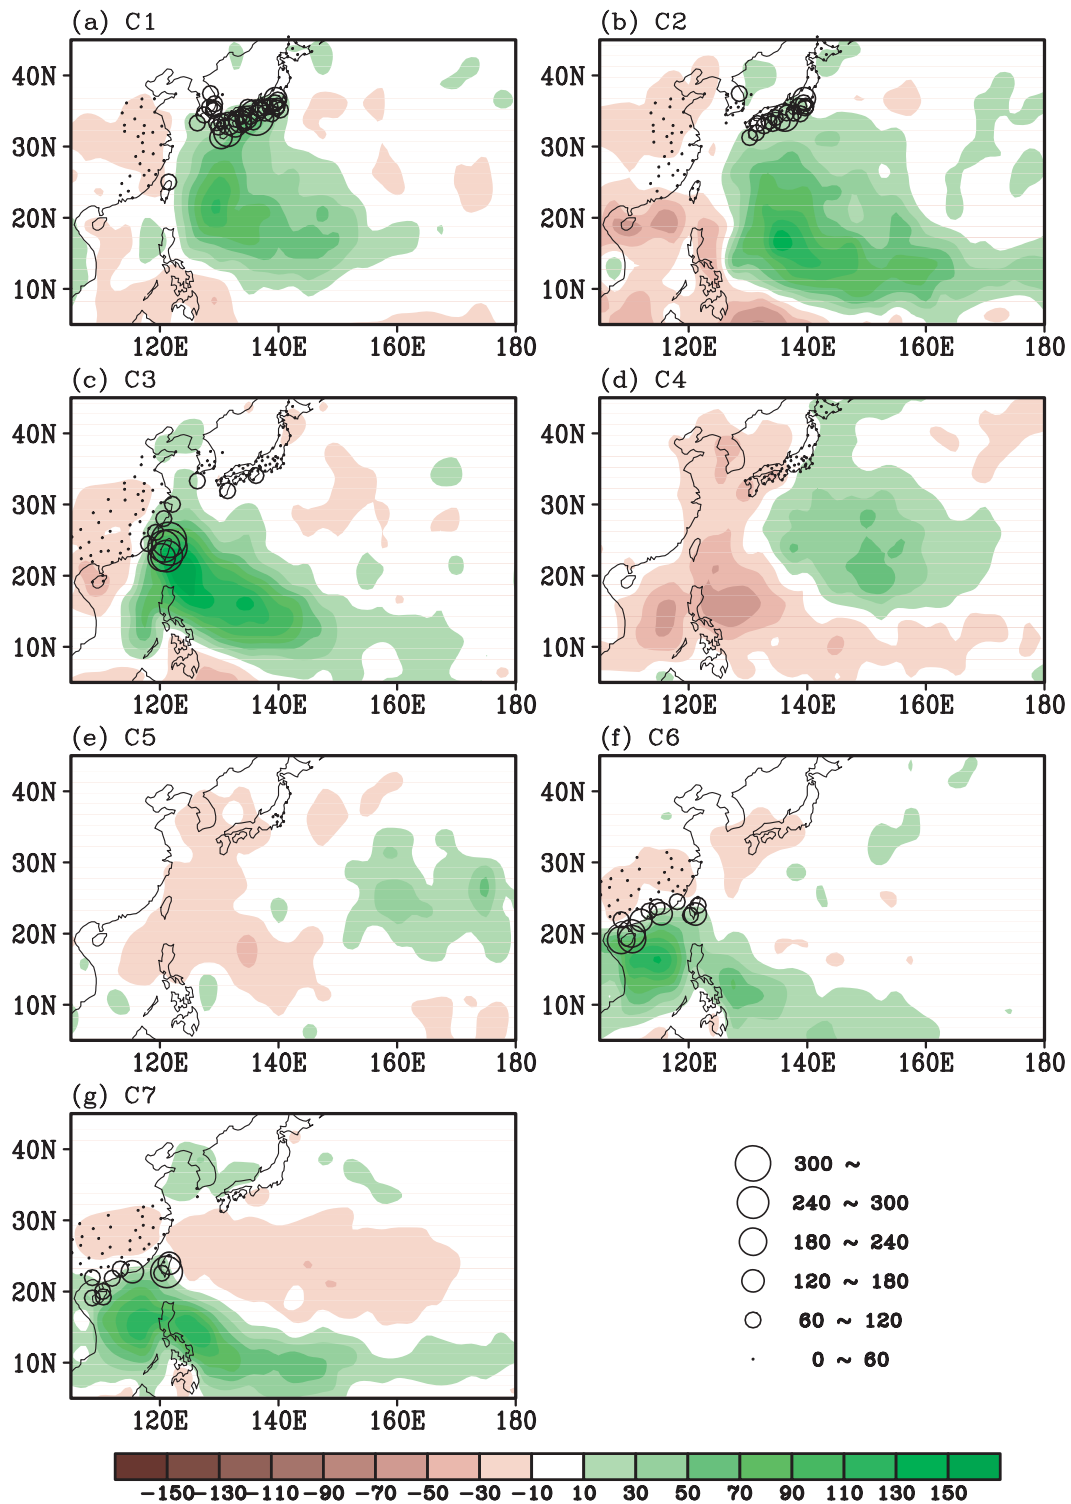 (a) C1
(b) C2
40N
30N
20N
10N
120E 140E 160E 180
40N
30N
20N
10N
120E 140E 160E 180
(c) C3
(d) C4
40N
30N
20N
10N
120E 140E 160E 180
40N
30N
20N
10N
120E 140E 160E 180
(e) C5
(f) C6
40N
30N
20N
10N
120E 140E 160E 180
40N
30N
20N
10N
120E 140E 160E 180
(g) C7
40N
30N
20N
10N
120E 140E 160E 180
300 ~
240 ~ 300
180 ~ 240
120 ~ 180
60 ~ 120
0 ~ 60
-150 -130 -110 -90 -70 -50 -30 -10 10 30 50 70 90 110 130 150